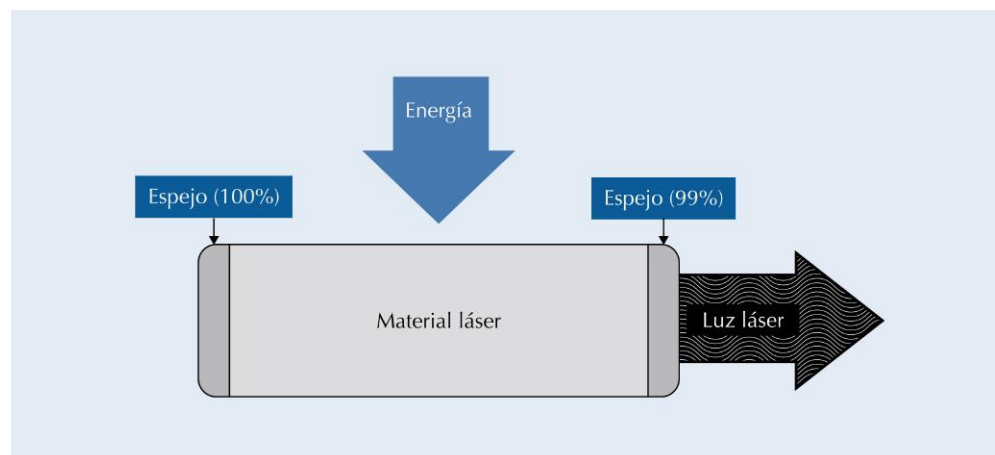 Energía
Espejo (100%)
Espejo (99%)
Material láser
Luz láser